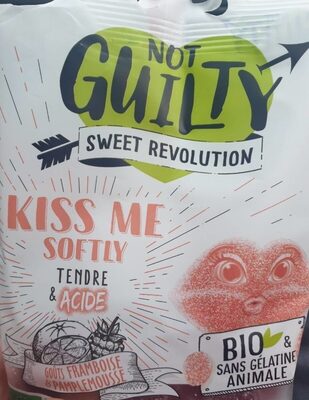 NOT
GUILTY
SWEET REVOLUTION
KISS ME
SOFTLY
TENDRE
& ACIDE
GOÛTS FRAMBOISE
& PAMPLEMOUSSE
BIO &
SANS GÉLATINE
ANIMALE